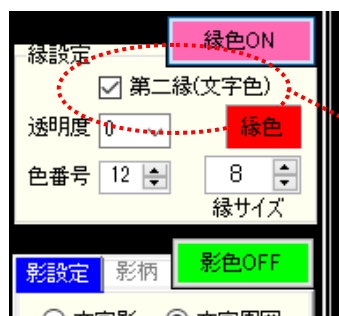 縁色ON
縁設定
第二縁(文字色)
透明度 0
縁色
色番号 12
8
縁サイズ
影設定 影柄 影色OFF